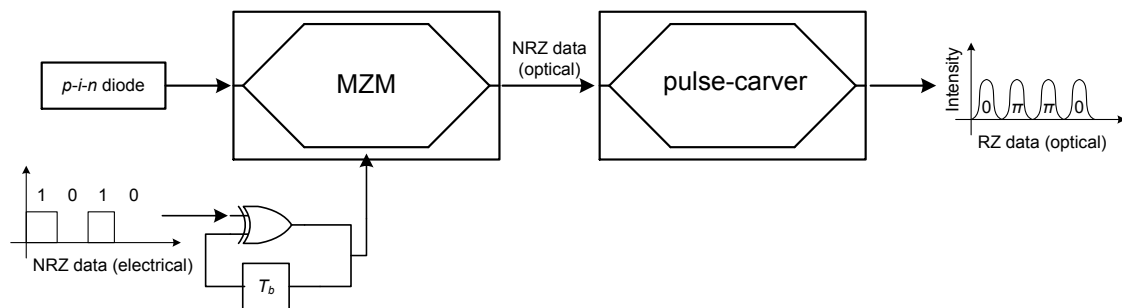 p-i-n diode
MZM
NRZ data
(optical)
pulse-carver
Intensity
0 π π 0
RZ data (optical)
1 0 1 0
NRZ data (electrical)
Tb